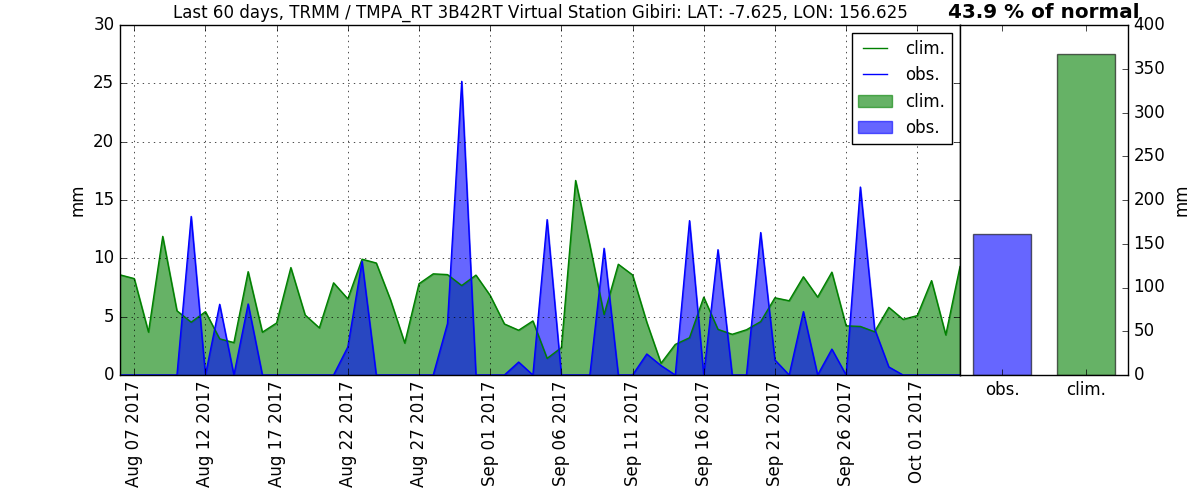 Last 60 days, TRMM / TMPA_RT 3B42RT Virtual Station Gibiri: LAT: -7.625, LON: 156.625
43.9 % of normal
30
25
20
15
10
5
0
mm
clim.
obs.
clim.
obs.
400
350
300
250
200
150
100
50
0
mm
Aug 07 2017
Aug 12 2017
Aug 17 2017
Aug 22 2017
Aug 27 2017
Sep 01 2017
Sep 06 2017
Sep 11 2017
Sep 16 2017
Sep 21 2017
Sep 26 2017
Oct 01 2017
obs.
clim.